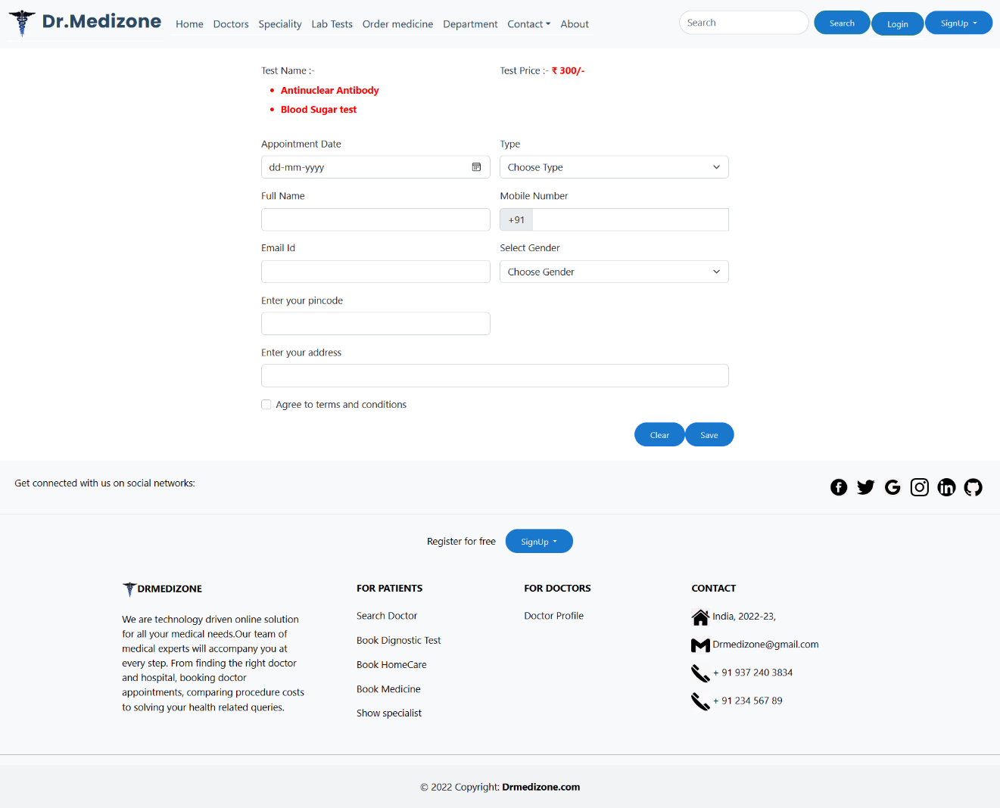 Dr.Medizone
Home Doctors Speciality Lab Tests Order medicine Department Contact About
Search Search Login SignUp
Test Name :- Test Price :- ₹ 300/-
Antinuclear Antibody
Blood Sugar test
Appointment Date Type
dd-mm-yyyy Choose Type
Full Name Mobile Number
+91
Email Id Select Gender
Choose Gender
Enter your pincode
Enter your address
Agree to terms and conditions
Clear Save
Get connected with us on social networks:
Register for free SignUp
DRMEDIZONE
We are technology driven online solution
for all your medical needs.Our team of
medical experts will accompany you at
every step. From finding the right doctor
and hospital, booking doctor
appointments, comparing procedure costs
to solving your health related queries.
FOR PATIENTS
Search Doctor
Book Dignostic Test
Book HomeCare
Book Medicine
Show specialist
FOR DOCTORS
Doctor Profile
CONTACT
India, 2022-23,
Drmedizone@gmail.com
+ 91 937 240 3834
+ 91 234 567 89
© 2022 Copyright: Drmedizone.com